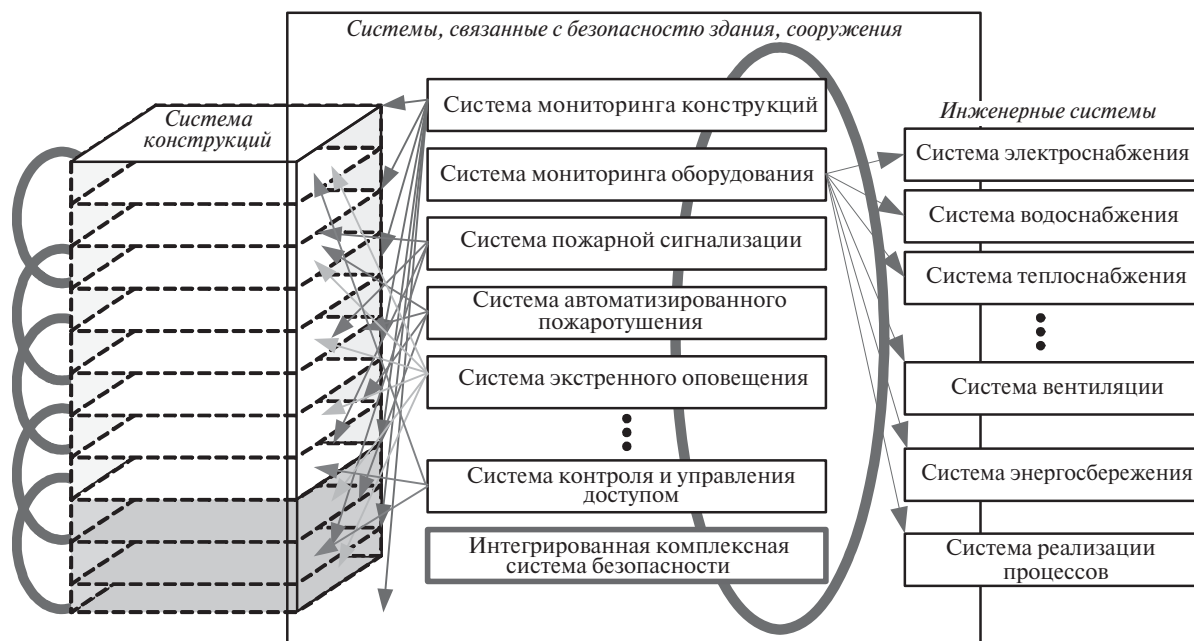 Системы, связанные с безопасностью здания, сооружения
Система
конструкций
Система мониторинга конструкций
Система мониторинга оборудования
Система пожарной сигнализации
Система автоматизированного
пожаротушения
Система экстренного оповещения
Система контроля и управления
доступом
Интегрированная комплексная
система безопасности
Инженерные системы
Система электроснабжения
Система водоснабжения
Система теплоснабжения
Система вентиляции
Система энергосбережения
Система реализации
процессов